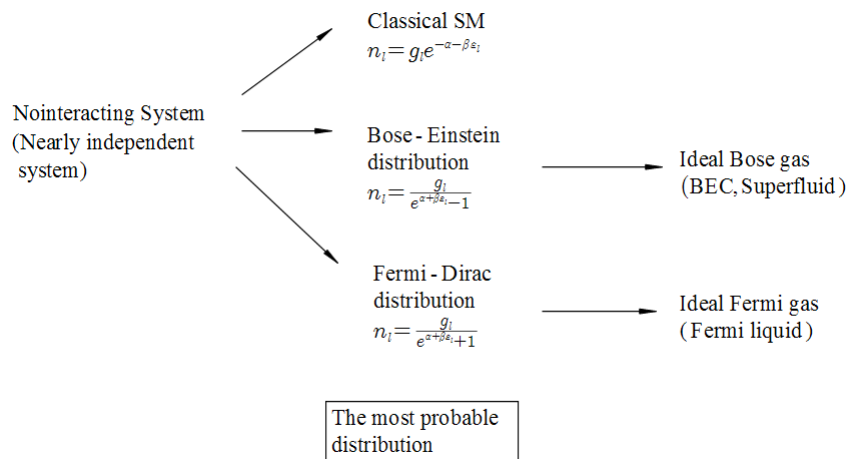 Classical SM
n_l = g_l e^{-α-βε_l}
Nointeracting System
(Nearly independent
system)
Bose - Einstein
distribution
n_l = \frac{g_l}{e^{α+βε_l}-1}
Ideal Bose gas
(BEC, Superfluid)
Fermi - Dirac
distribution
n_l = \frac{g_l}{e^{α+βε_l}+1}
Ideal Fermi gas
(Fermi liquid)
The most probable
distribution